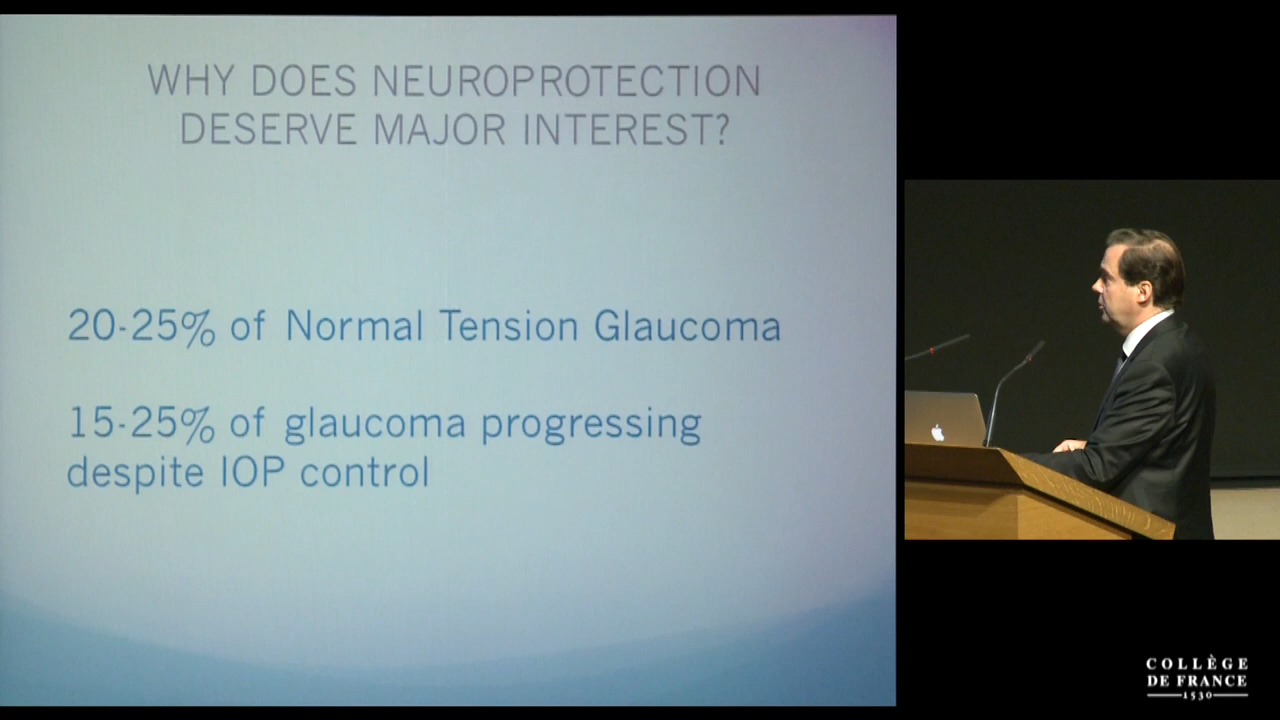 WHY DOES NEUROPROTECTION
DESERVE MAJOR INTEREST?
20-25% of Normal Tension Glaucoma
15-25% of glaucoma progressing
despite IOP control
COLLÈGE
DE FRANCE
1530